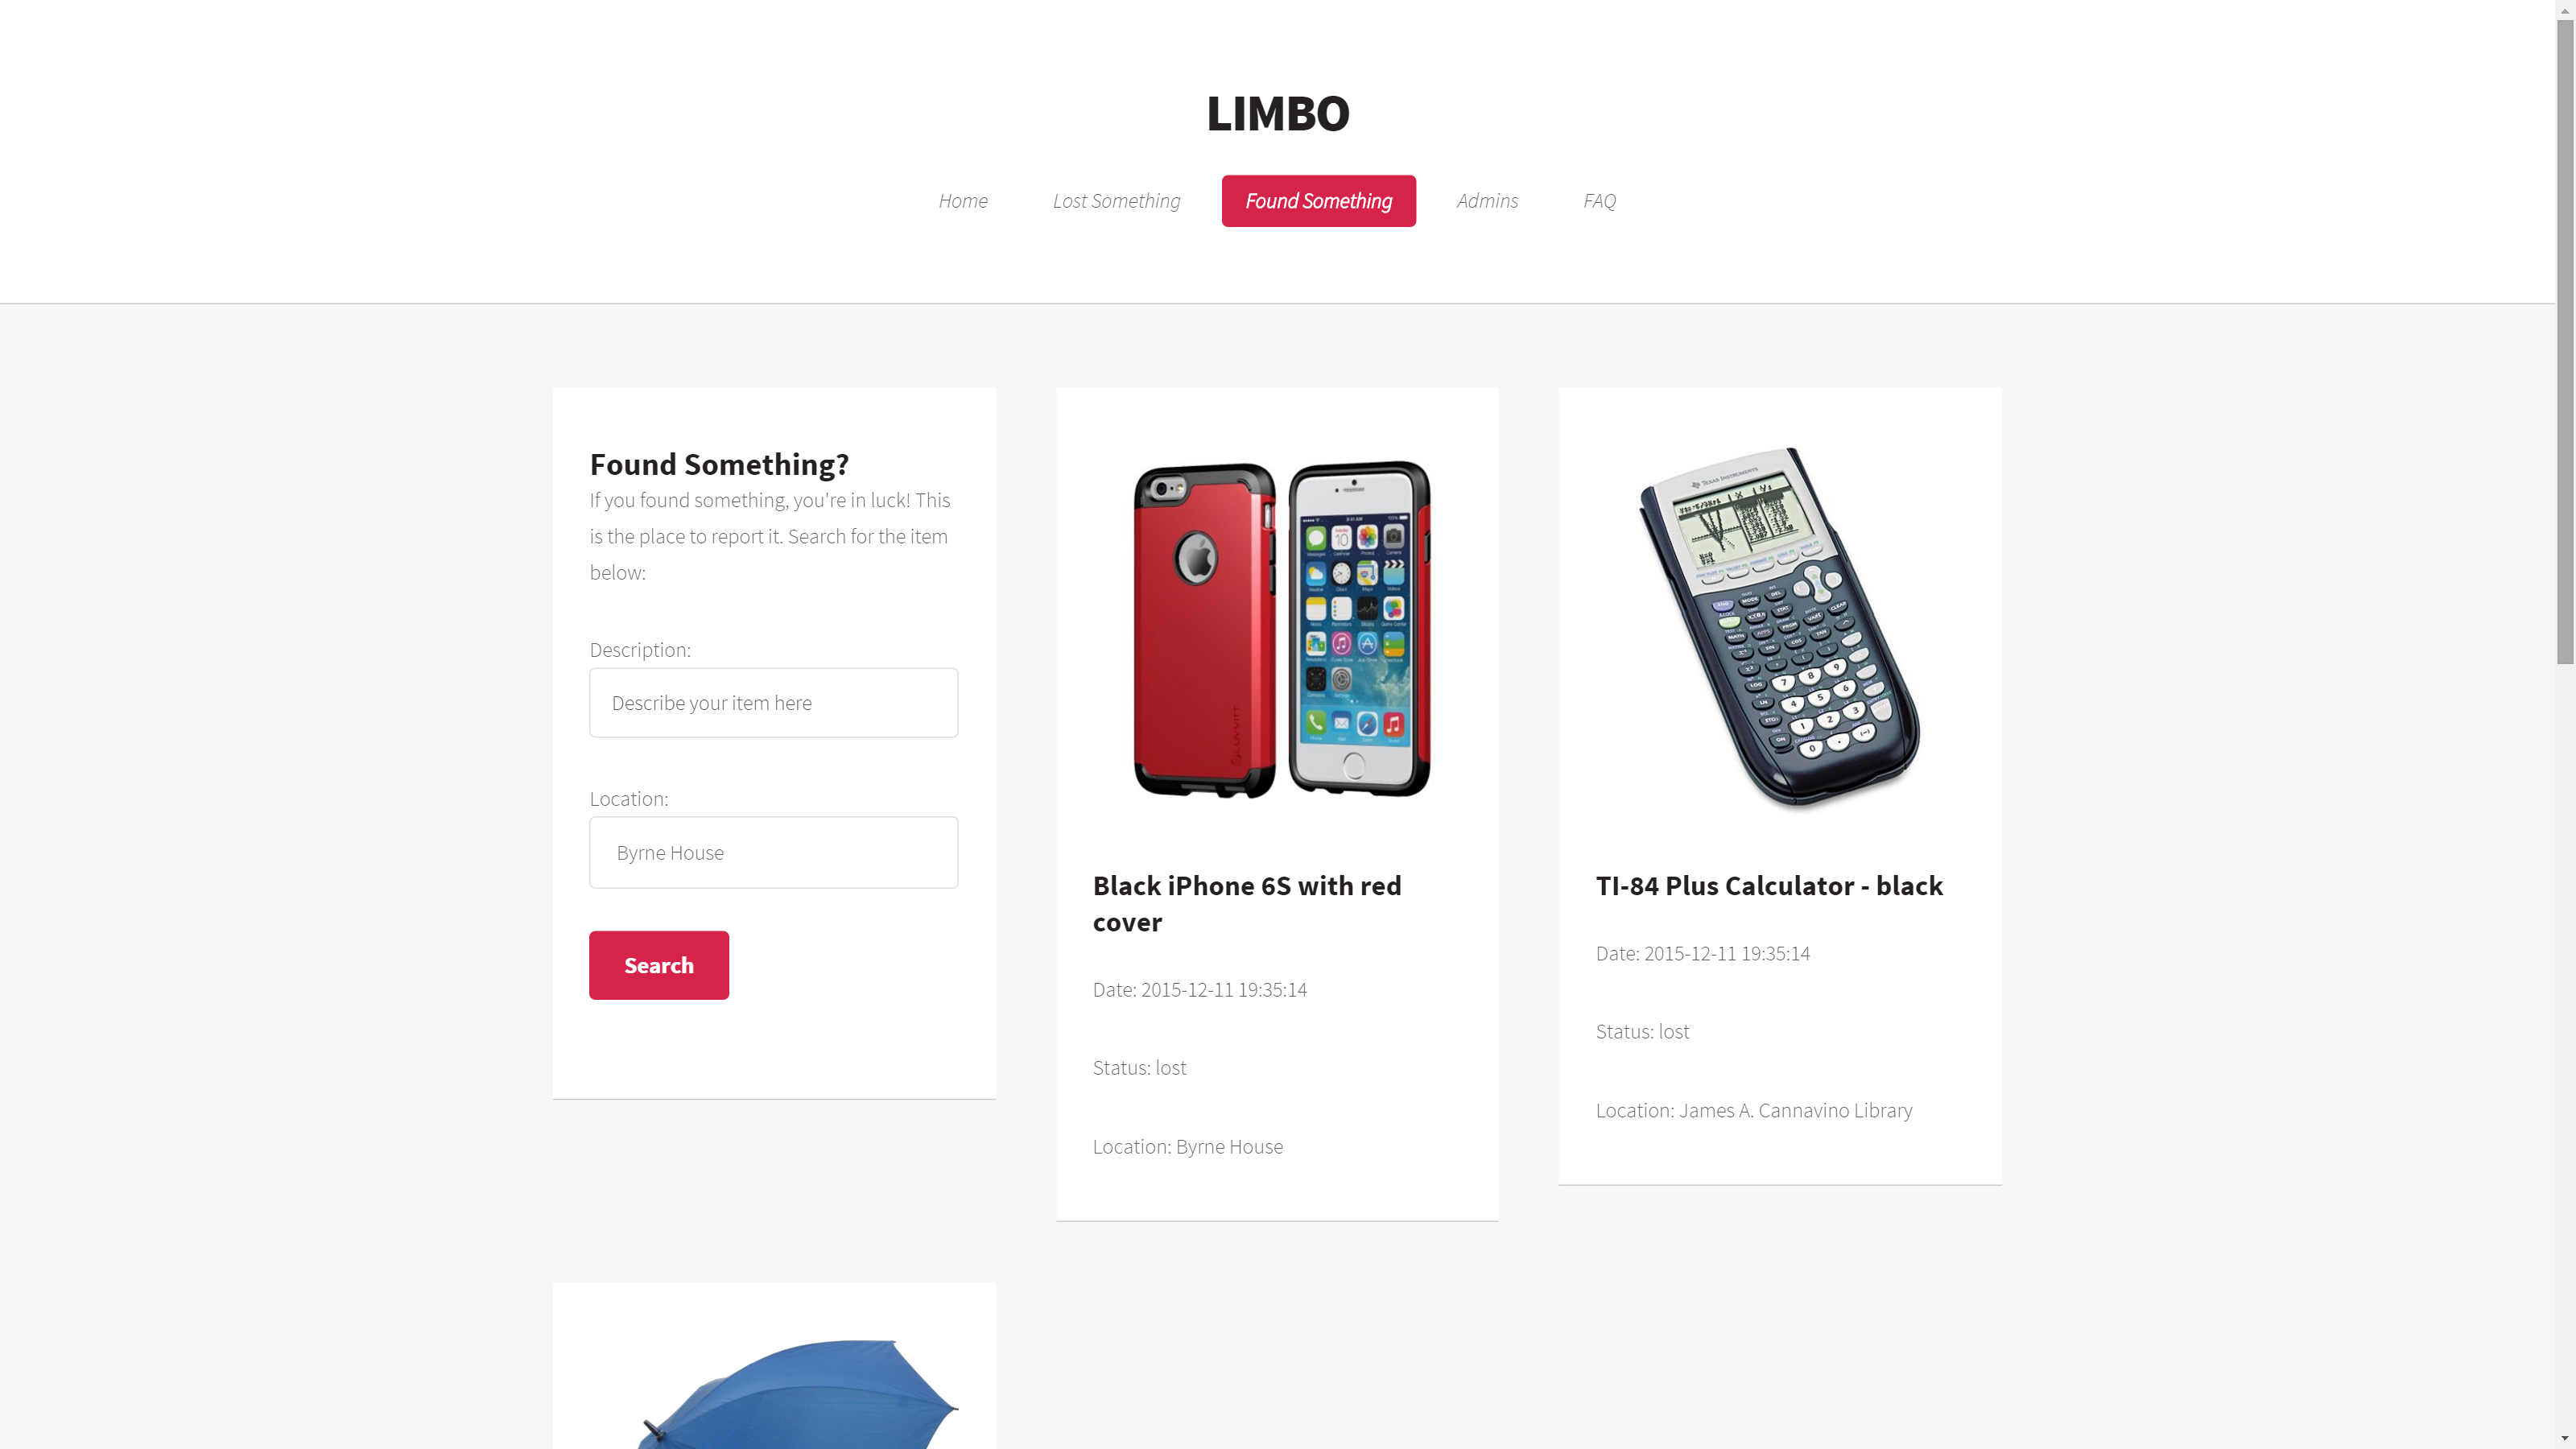 LIMBO
Home
Lost Something
Found Something
Admins
FAQ
Found Something?
If you found something, you're in luck! This
is the place to report it. Search for the item
below:
Description:
Describe your item here
Location:
Byrne House
Search
Black iPhone 6S with red
cover
Date: 2015-12-11 19:35:14
Status: lost
Location: Byrne House
TEXAS INSTRUMENTS
TI-84 Plus Calculator - black
Date: 2015-12-11 19:35:14
Status: lost
Location: James A. Cannavino Library